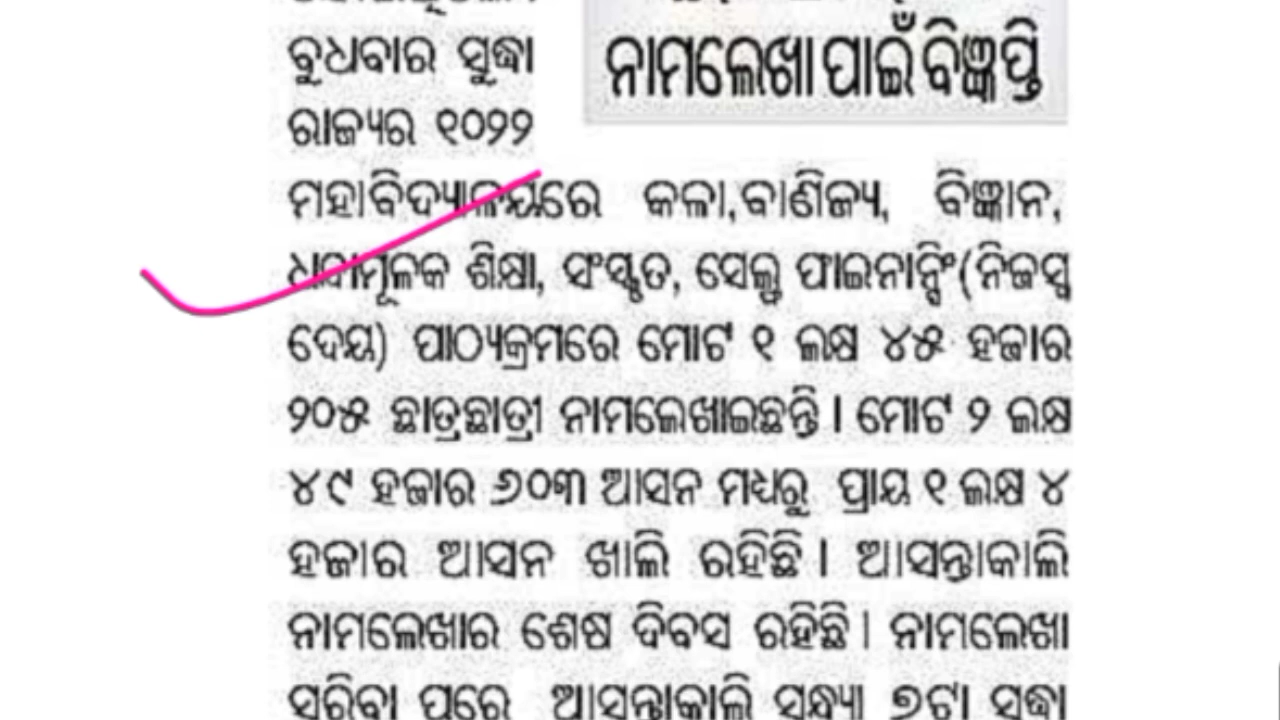 ନାମଲେଖା ପାଇଁ ବିଜ୍ଞପ୍ତି
ବୁଧବାର ସୁଦ୍ଧା
ରାଜ୍ୟର ୧୦୨୨
ମହାବିଦ୍ୟାଳୟରେ କଳା,ବାଣିଜ୍ୟ, ବିଜ୍ଞାନ,
ଧନ୍ଦାମୂଳକ ଶିକ୍ଷା, ସଂସ୍କୃତ, ସେଲ୍ଫ ଫାଇନାନ୍ସିଂ(ନିଜସ୍ୱ
ଦେୟ) ପାଠ୍ୟକ୍ରମରେ ମୋଟ ୧ ଲକ୍ଷ ୪୫ ହଜାର
୨୦୫ ଛାତ୍ରଛାତ୍ରୀ ନାମଲେଖାଇଛନ୍ତି । ମୋଟ ୨ ଲକ୍ଷ
୪୯ ହଜାର ୬୦୩ ଆସନ ମଧ୍ୟରୁ ପ୍ରାୟ ୧ ଲକ୍ଷ ୪
ହଜାର ଆସନ ଖାଲି ରହିଛି । ଆସନ୍ତାକାଲି
ନାମଲେଖାର ଶେଷ ଦିବସ ରହିଛି । ନାମଲେଖା
ସରିବା ପରେ ଆସନ୍ତାକାଲି ସନ୍ଧ୍ୟା ୭ଟା ସୁଦ୍ଧା